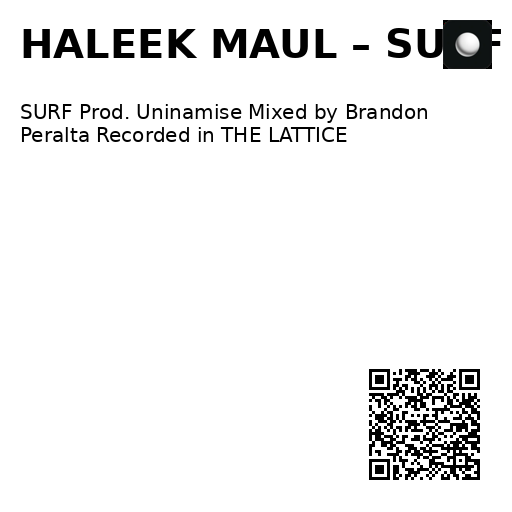 HALEEK MAUL – SU F
SURF Prod. Uninamise Mixed by Brandon
Peralta Recorded in THE LATTICE